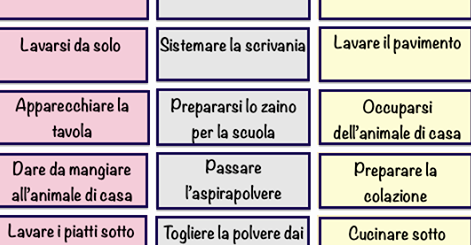 Lavarsi da solo
Sistemare la scrivania
Lavare il pavimento
Apparecchiare la
tavola
Prepararsi lo zaino
per la scuola
Occuparsi
dell'animale di casa
Dare da mangiare
all'animale di casa
Passare
l'aspirapolvere
Preparare la
colazione
Lavare i piatti sotto
Togliere la polvere dai
Cucinare sotto